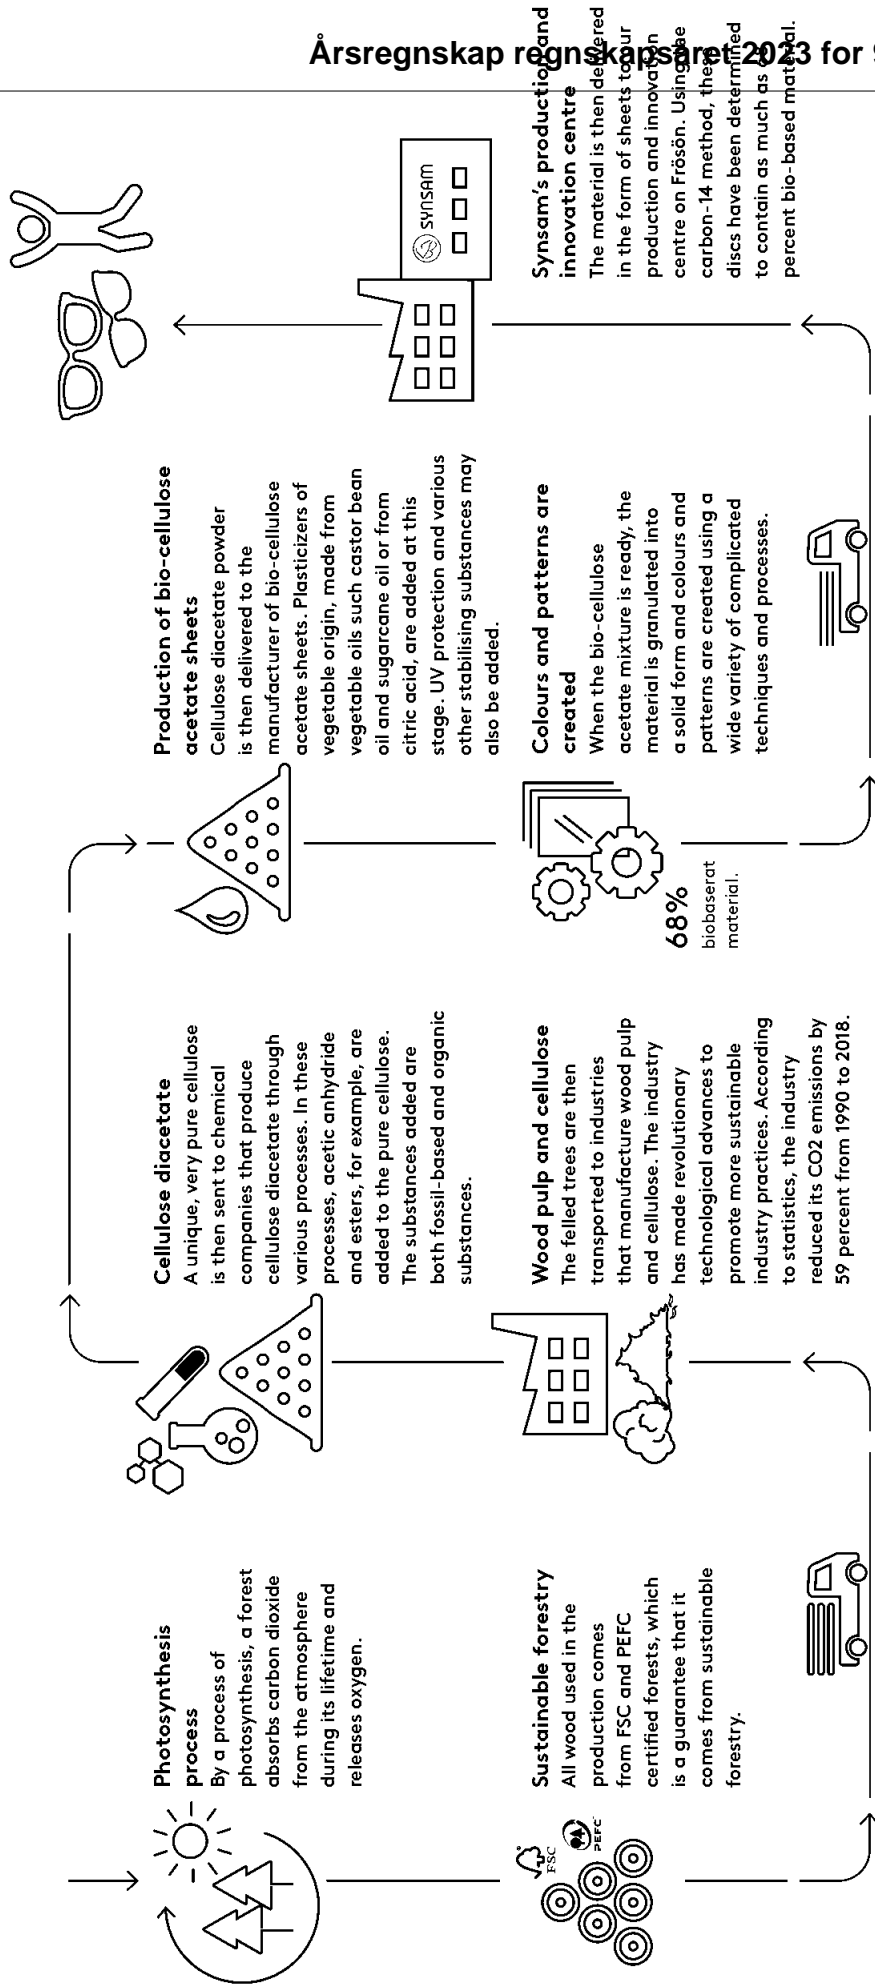 Årsregnskap regnskapsåret 2023 for
Photosynthesis
process
By a process of
photosynthesis, a forest
absorbs carbon dioxide
from the atmosphere
during its lifetime and
releases oxygen.
FSC
PEFC
Sustainable forestry
All wood used in the
production comes
from FSC and PEFC
certified forests, which
is a guarantee that it
comes from sustainable
forestry.
Wood pulp and cellulose
The felled trees are then
transported to industries
that manufacture wood pulp
and cellulose. The industry
has made revolutionary
technological advances to
promote more sustainable
industry practices. According
to statistics, the industry
reduced its CO2 emissions by
59 percent from 1990 to 2018.
Cellulose diacetate
A unique, very pure cellulose
is then sent to chemical
companies that produce
cellulose diacetate through
various processes. In these
processes, acetic anhydride
and esters, for example, are
added to the pure cellulose.
The substances added are
both fossil-based and organic
substances.
Production of bio-cellulose
acetate sheets
Cellulose diacetate powder
is then delivered to the
manufacturer of bio-cellulose
acetate sheets. Plasticizers of
vegetable origin, made from
vegetable oils such castor bean
oil and sugarcane oil or from
citric acid, are added at this
stage. UV protection and various
other stabilising substances may
also be added.
68%
biobaserat
material.
Colours and patterns are
created
When the bio-cellulose
acetate mixture is ready, the
material is granulated into
a solid form and colours and
patterns are created using a
wide variety of complicated
techniques and processes.
SYNSAM
Synsam's production and
innovation centre
The material is then delivered
in the form of sheets to our
production and innovation
centre on Frösön. Using the
carbon-14 method, these
discs have been determined
to contain as much as
percent bio-based material.